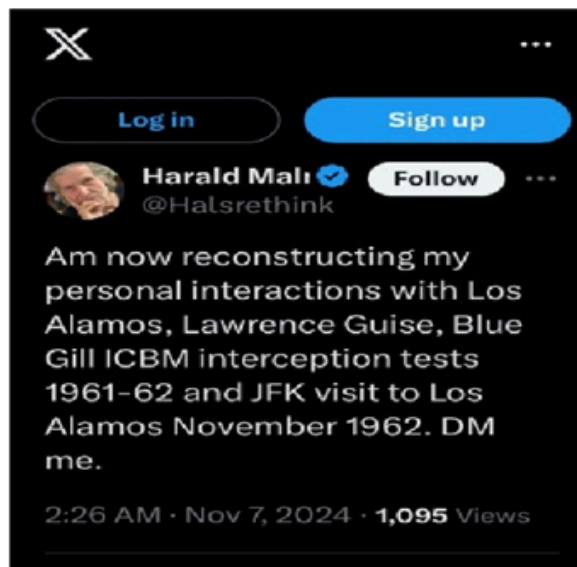 Log in
Sign up
Harald Malı
Follow
@Halsrethink
Am now reconstructing my
personal interactions with Los
Alamos, Lawrence Guise, Blue
Gill ICBM interception tests
1961-62 and JFK visit to Los
Alamos November 1962. DM
me.
2:26 AM · Nov 7, 2024 · 1,095 Views